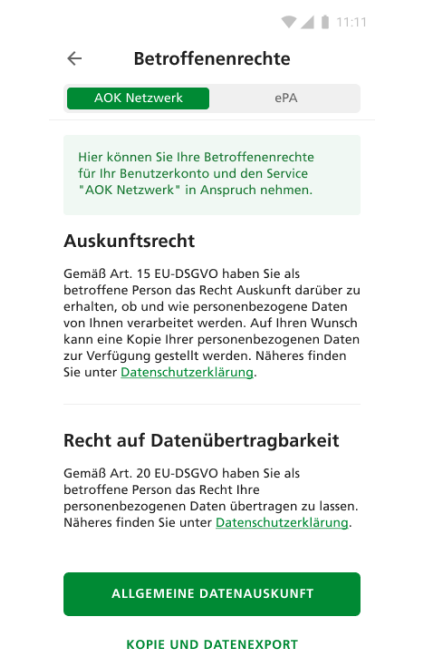 11:11
Betroffenenrechte
AOK Netzwerk
ePA
Hier können Sie Ihre Betroffenenrechte
für Ihr Benutzerkonto und den Service
"AOK Netzwerk" in Anspruch nehmen.
Auskunftsrecht
Gemäß Art. 15 EU-DSGVO haben Sie als
betroffene Person das Recht Auskunft darüber zu
erhalten, ob und wie personenbezogene Daten
von Ihnen verarbeitet werden. Auf Ihren Wunsch
kann eine Kopie Ihrer personenbezogenen Daten
zur Verfügung gestellt werden. Näheres finden
Sie unter Datenschutzerklärung.
Recht auf Datenübertragbarkeit
Gemäß Art. 20 EU-DSGVO haben Sie als
betroffene Person das Recht Ihre
personenbezogenen Daten übertragen zu lassen.
Näheres finden Sie unter Datenschutzerklärung.
ALLGEMEINE DATENAUSKUNFT
KOPIE UND DATENEXPORT